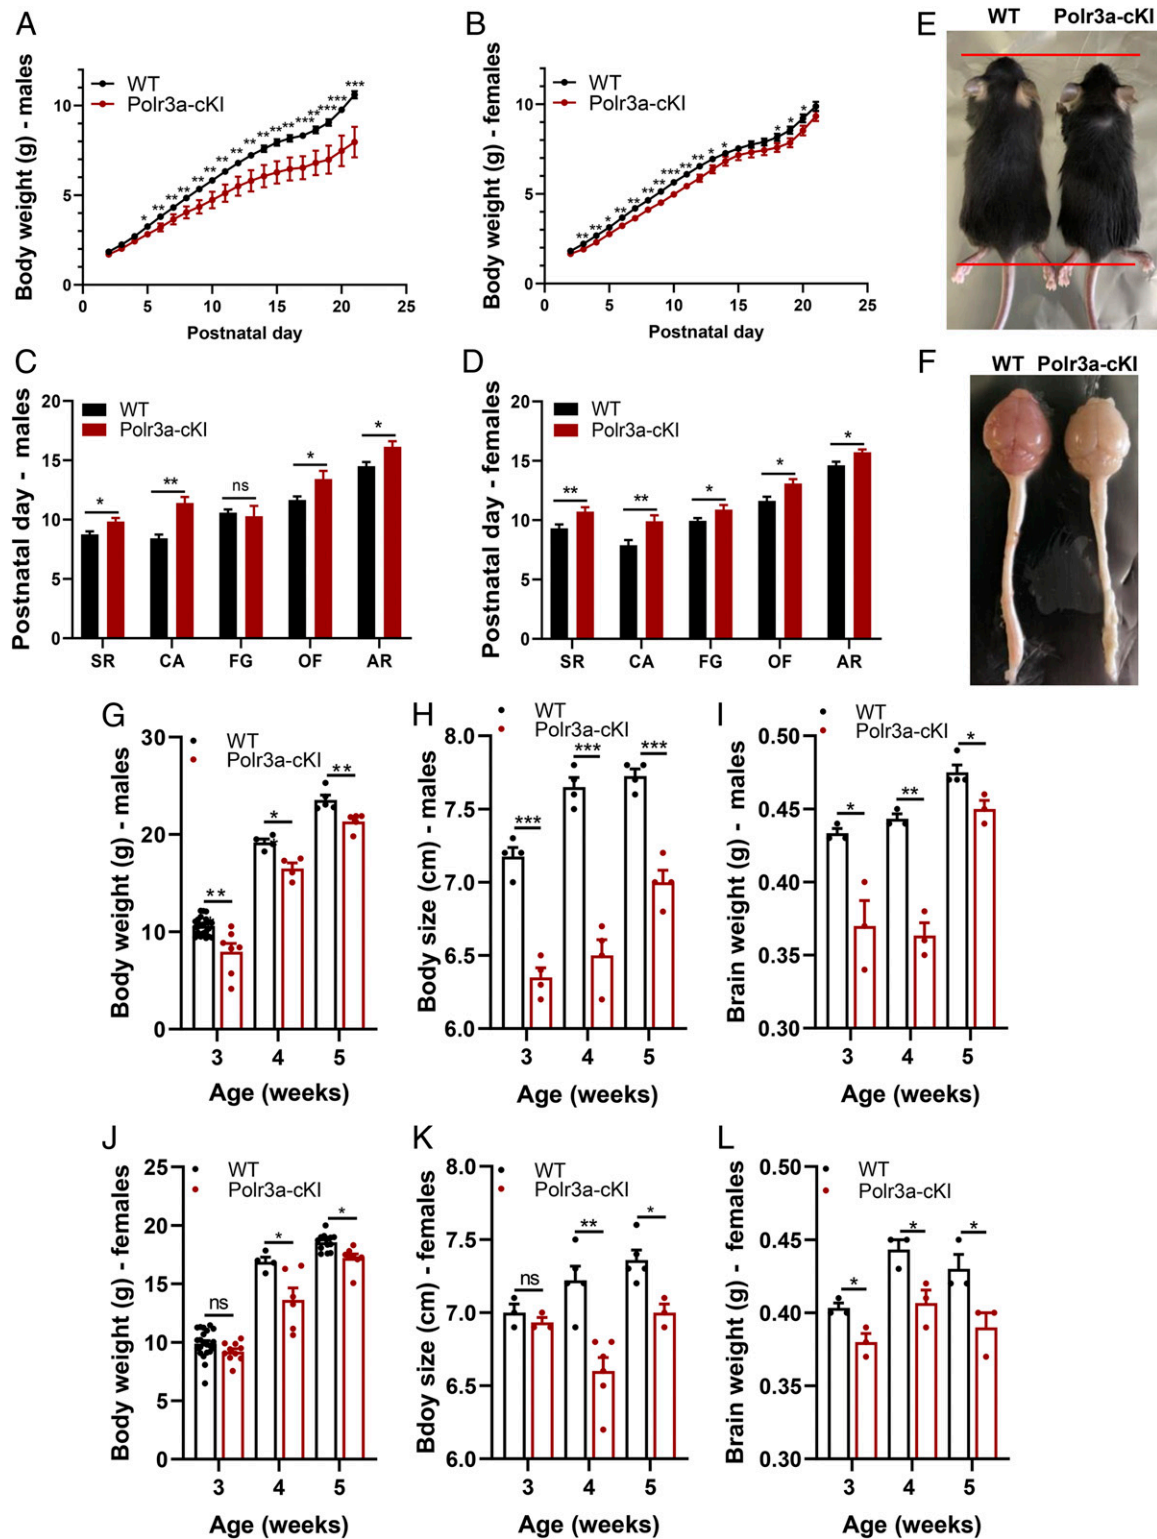 A
Body weight (g) - males
WT
Polr3a-cKI
* ** ** ** ** ** ** ** ** ** ** ** ** *** *** *** ***
0 5 10
0 5 10 15 20 25
Postnatal day
B
Body weight (g) - females
WT
Polr3a-cKI
** ** * ** ** ** *** ** ** * * * * *
0 5 10
0 5 10 15 20 25
Postnatal day
E
WT Polr3a-cKI
C
Postnatal day - males
WT
Polr3a-cKI
* ** ns * *
0 5 10 15 20
SR CA FG OF AR
D
Postnatal day - females
WT
Polr3a-cKI
** ** * * *
0 5 10 15 20
SR CA FG OF AR
F
WT Polr3a-cKI
G
Body weight (g) - males
WT
Polr3a-cKI
** * **
0 10 20 30
3 4 5
Age (weeks)
H
Body size (cm) - males
WT
Polr3a-cKI
*** *** ***
6.0 6.5 7.0 7.5 8.0
3 4 5
Age (weeks)
I
Brain weight (g) - males
WT
Polr3a-cKI
* ** *
0.30 0.35 0.40 0.45 0.50
3 4 5
Age (weeks)
J
Body weight (g) - females
WT
Polr3a-cKI
ns * *
0 5 10 15 20 25
3 4 5
Age (weeks)
K
Bdoy size (cm) - females
WT
Polr3a-cKI
ns ** *
6.0 6.5 7.0 7.5 8.0
3 4 5
Age (weeks)
L
Brain weight (g) - females
WT
Polr3a-cKI
* * *
0.30 0.35 0.40 0.45 0.50
3 4 5
Age (weeks)